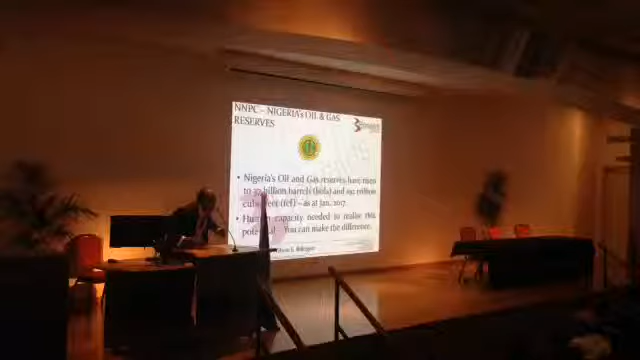 NNPC – NIGERIA's OIL & GAS
RESERVES
• Nigeria's Oil and Gas reserves have risen
to 37 billion barrels (bbls) and 192 trillion
cubic feet (tcf) – as at Jan., 2017.
• Human capacity needed to realise this
potential. You can make the difference.